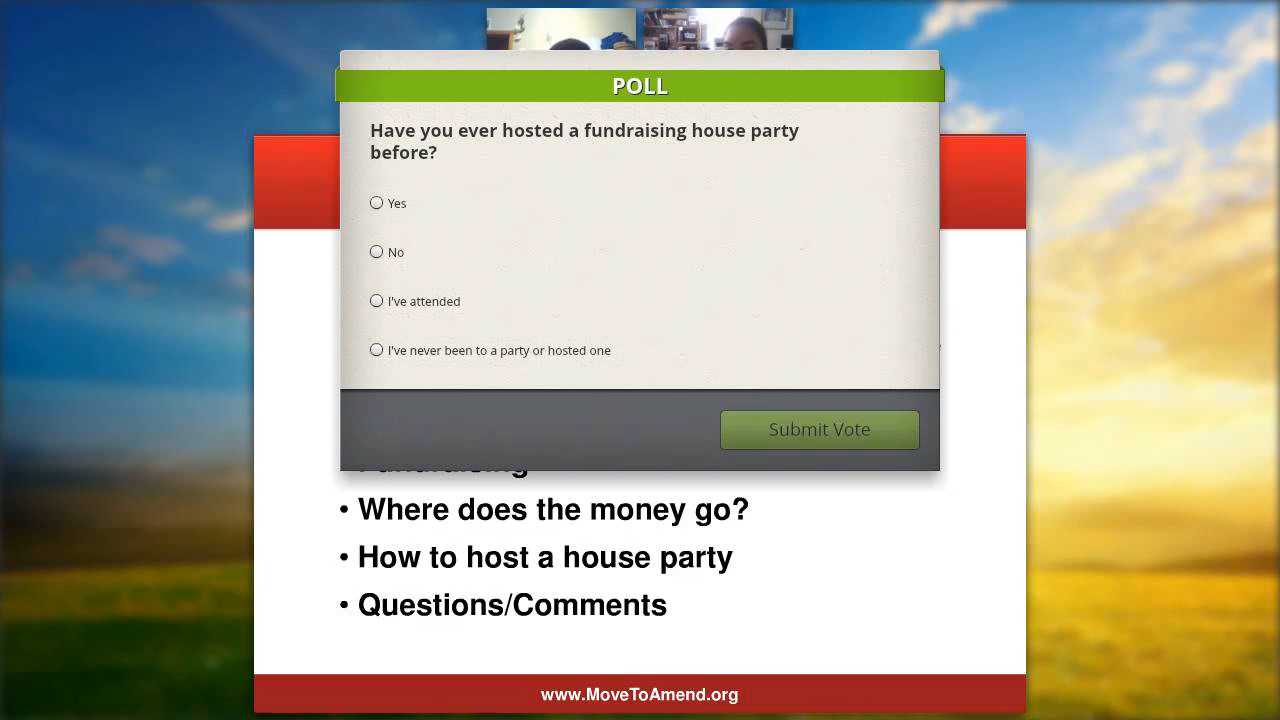 POLL
Have you ever hosted a fundraising house party
before?
Yes
No
I've attended
I've never been to a party or hosted one
Submit Vote
• Where does the money go?
• How to host a house party
• Questions/Comments
www.MoveToAmend.org